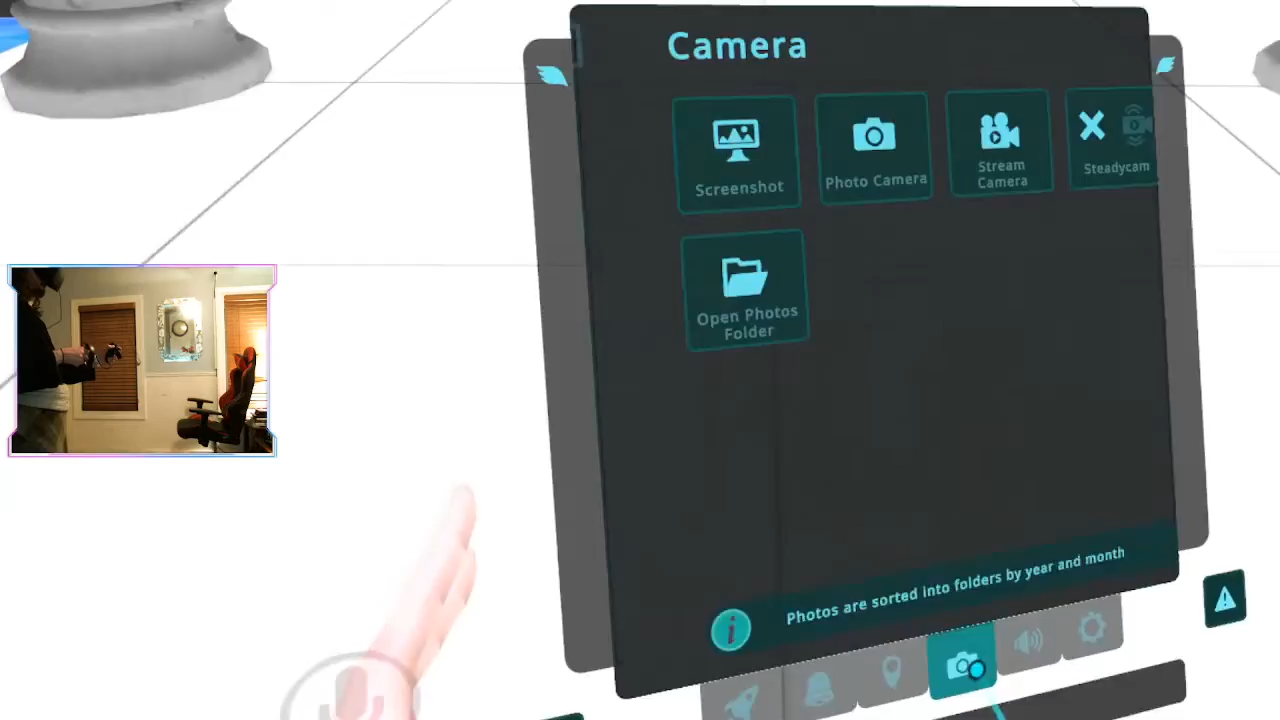 Camera
Screenshot
Photo Camera
Stream
Camera
Steadycam
Open Photos
Folder
Photos are sorted into folders by year and month